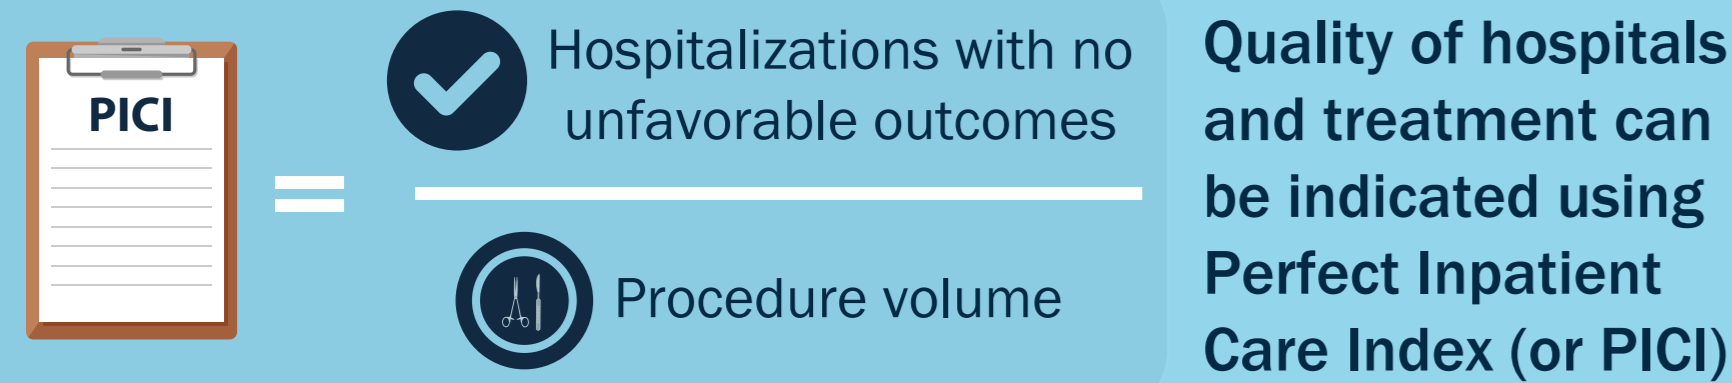 PICI
=
Hospitalizations with no
unfavorable outcomes
Procedure volume
Quality of hospitals
and treatment can
be indicated using
Perfect Inpatient
Care Index (or PICI)